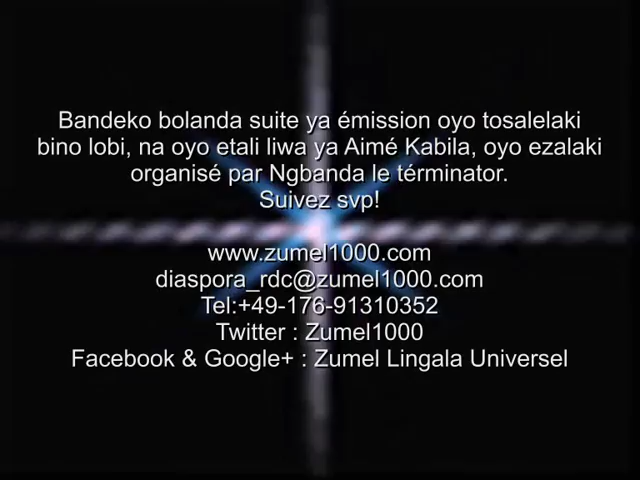 Bandeko bolanda suite ya émission oyo tosalelaki
bino lobi, na oyo etali liwa ya Aimé Kabila, oyo ezalaki
organisé par Ngbanda le términator.
Suivez svp!
www.zumel1000.com
diaspora_rdc@zumel1000.com
Tel:+49-176-91310352
Twitter : Zumel1000
Facebook & Google+ : Zumel Lingala Universel